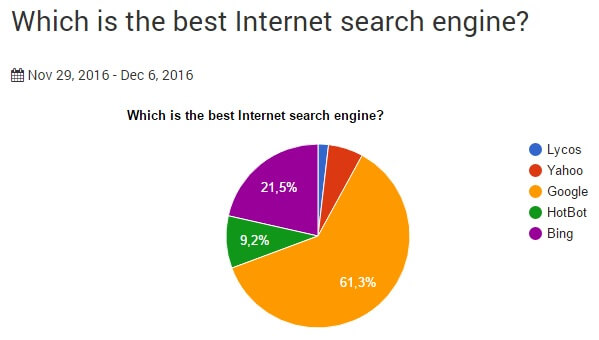 Which is the best Internet search engine?
Nov 29, 2016 - Dec 6, 2016
Which is the best Internet search engine?
Lycos
Yahoo
Google
HotBot
Bing
21,5%
9,2%
61,3%